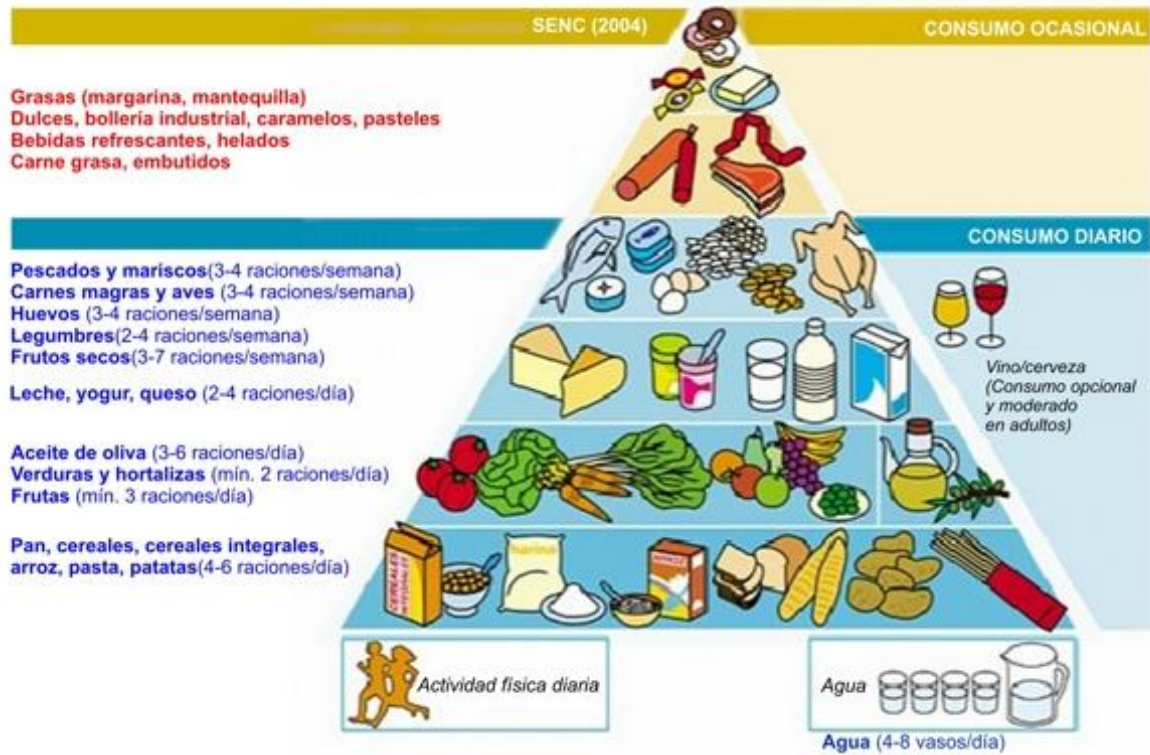 SENC (2004)
CONSUMO OCASIONAL
Grasas (margarina, mantequilla)
Dulces, bollería industrial, caramelos, pasteles
Bebidas refrescantes, helados
Carne grasa, embutidos
CONSUMO DIARIO
Pescados y mariscos(3-4 raciones/semana)
Carnes magras y aves (3-4 raciones/semana)
Huevos (3-4 raciones/semana)
Legumbres(2-4 raciones/semana)
Frutos secos(3-7 raciones/semana)
Leche, yogur, queso (2-4 raciones/día)
Vino/cerveza
(Consumo opcional
y moderado
en adultos)
Aceite de oliva (3-6 raciones/día)
Verduras y hortalizas (mín. 2 raciones/día)
Frutas (mín. 3 raciones/día)
Pan, cereales, cereales integrales,
arroz, pasta, patatas(4-6 raciones/día)
CEREALES
INTEGRALES
harina
Actividad física diaria
Agua
Agua (4-8 vasos/día)